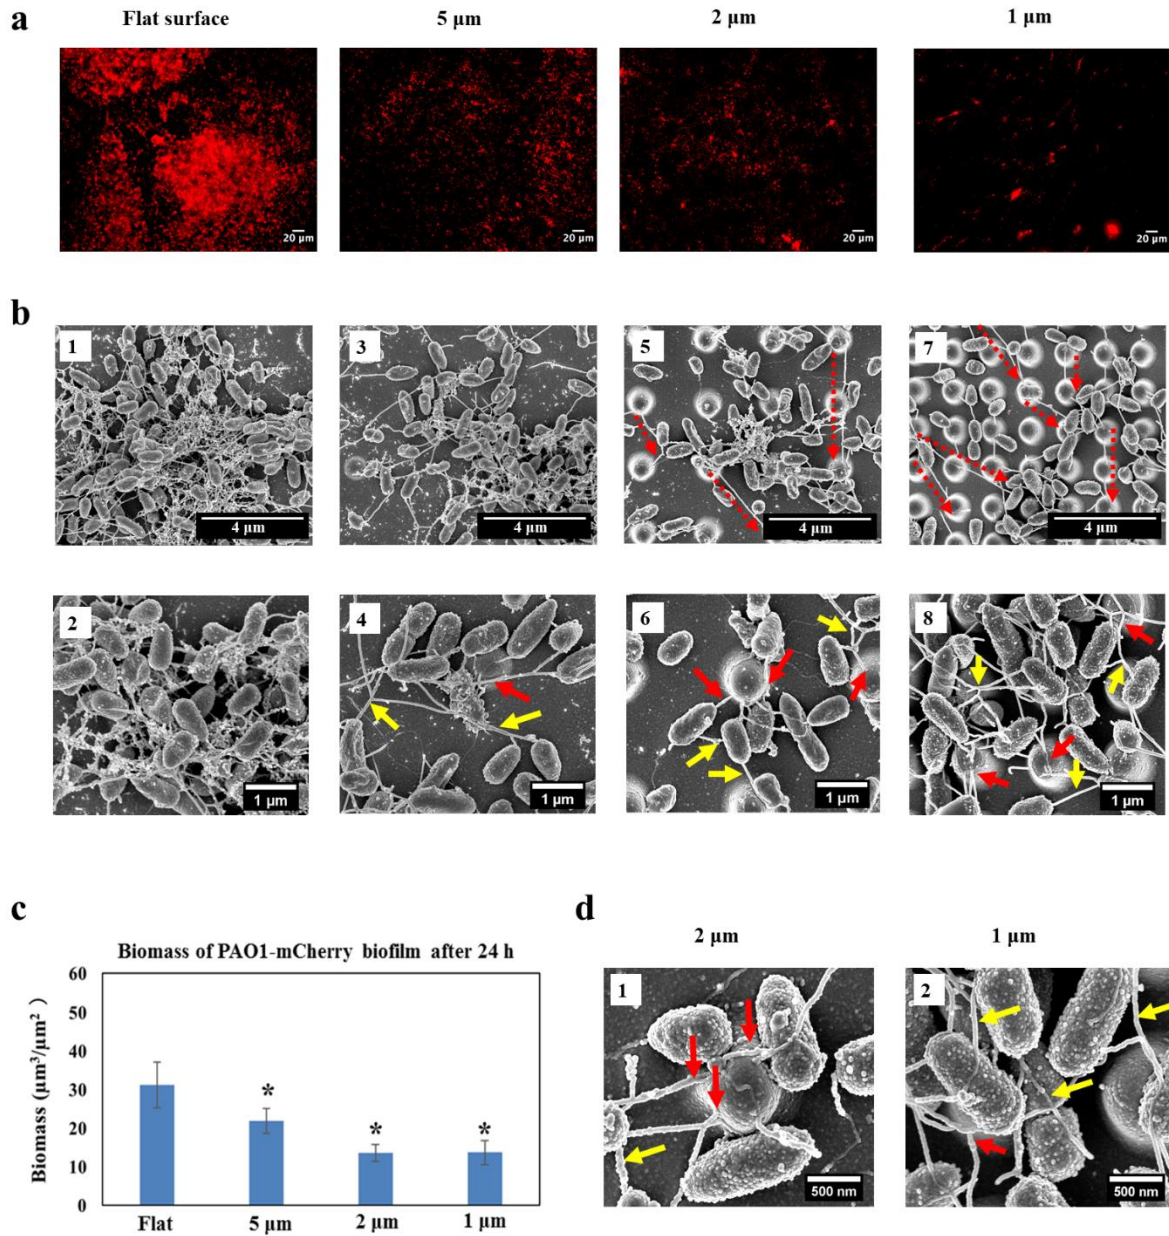 a
Flat surface 5 µm 2 µm 1 µm
20 µm 20 µm 20 µm 20 µm
b
1 3 5 7
4 µm 4 µm 4 µm 4 µm
2 4 6 8
1 µm 1 µm 1 µm 1 µm
c
Biomass of PAO1-mCherry biofilm after 24 h
Biomass (µm³/µm²)
60
50
40
30
20
10
0
* * *
Flat 5 µm 2 µm 1 µm
d
2 µm 1 µm
1 2
500 nm 500 nm